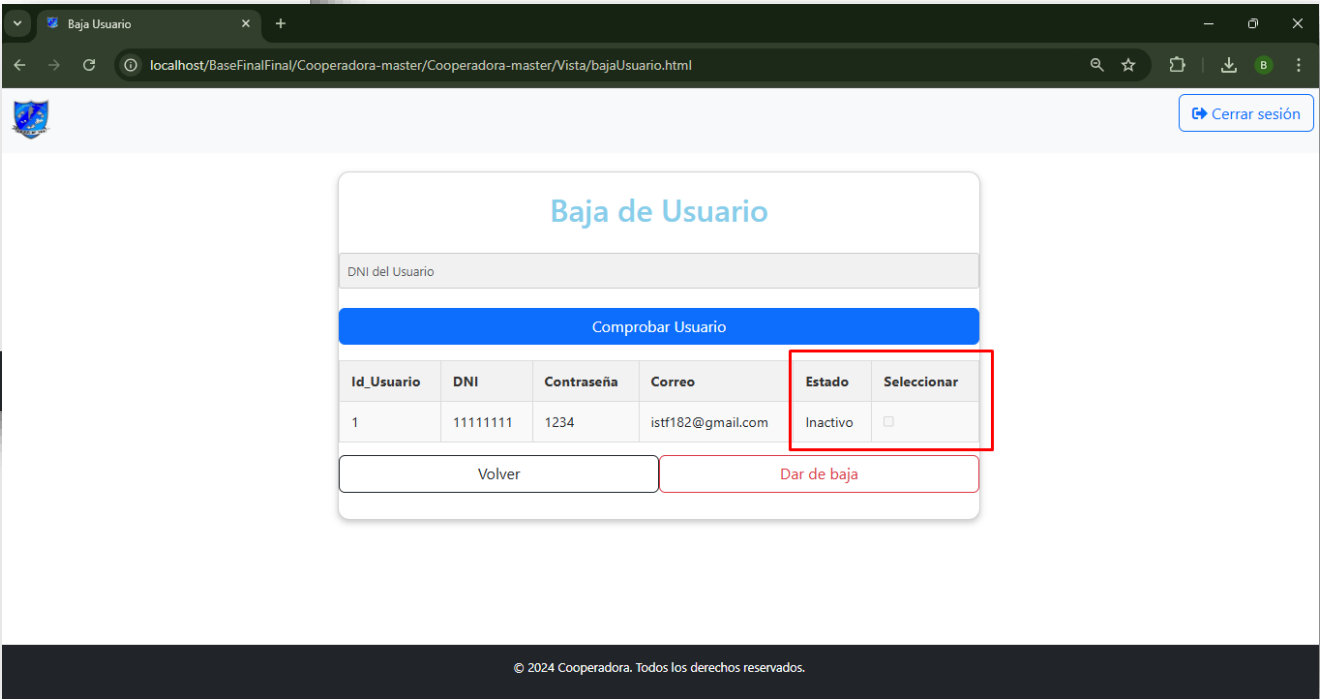 Baja Usuario
localhost/BaseFinalFinal/Cooperadora-master/Cooperadora-master/Vista/bajaUsuario.html
B
Cerrar sesión
Baja de Usuario
DNI del Usuario
Comprobar Usuario
Id_Usuario DNI Contraseña Correo Estado Seleccionar
1 11111111 1234 istf182@gmail.com Inactivo
Volver Dar de baja
© 2024 Cooperadora. Todos los derechos reservados.